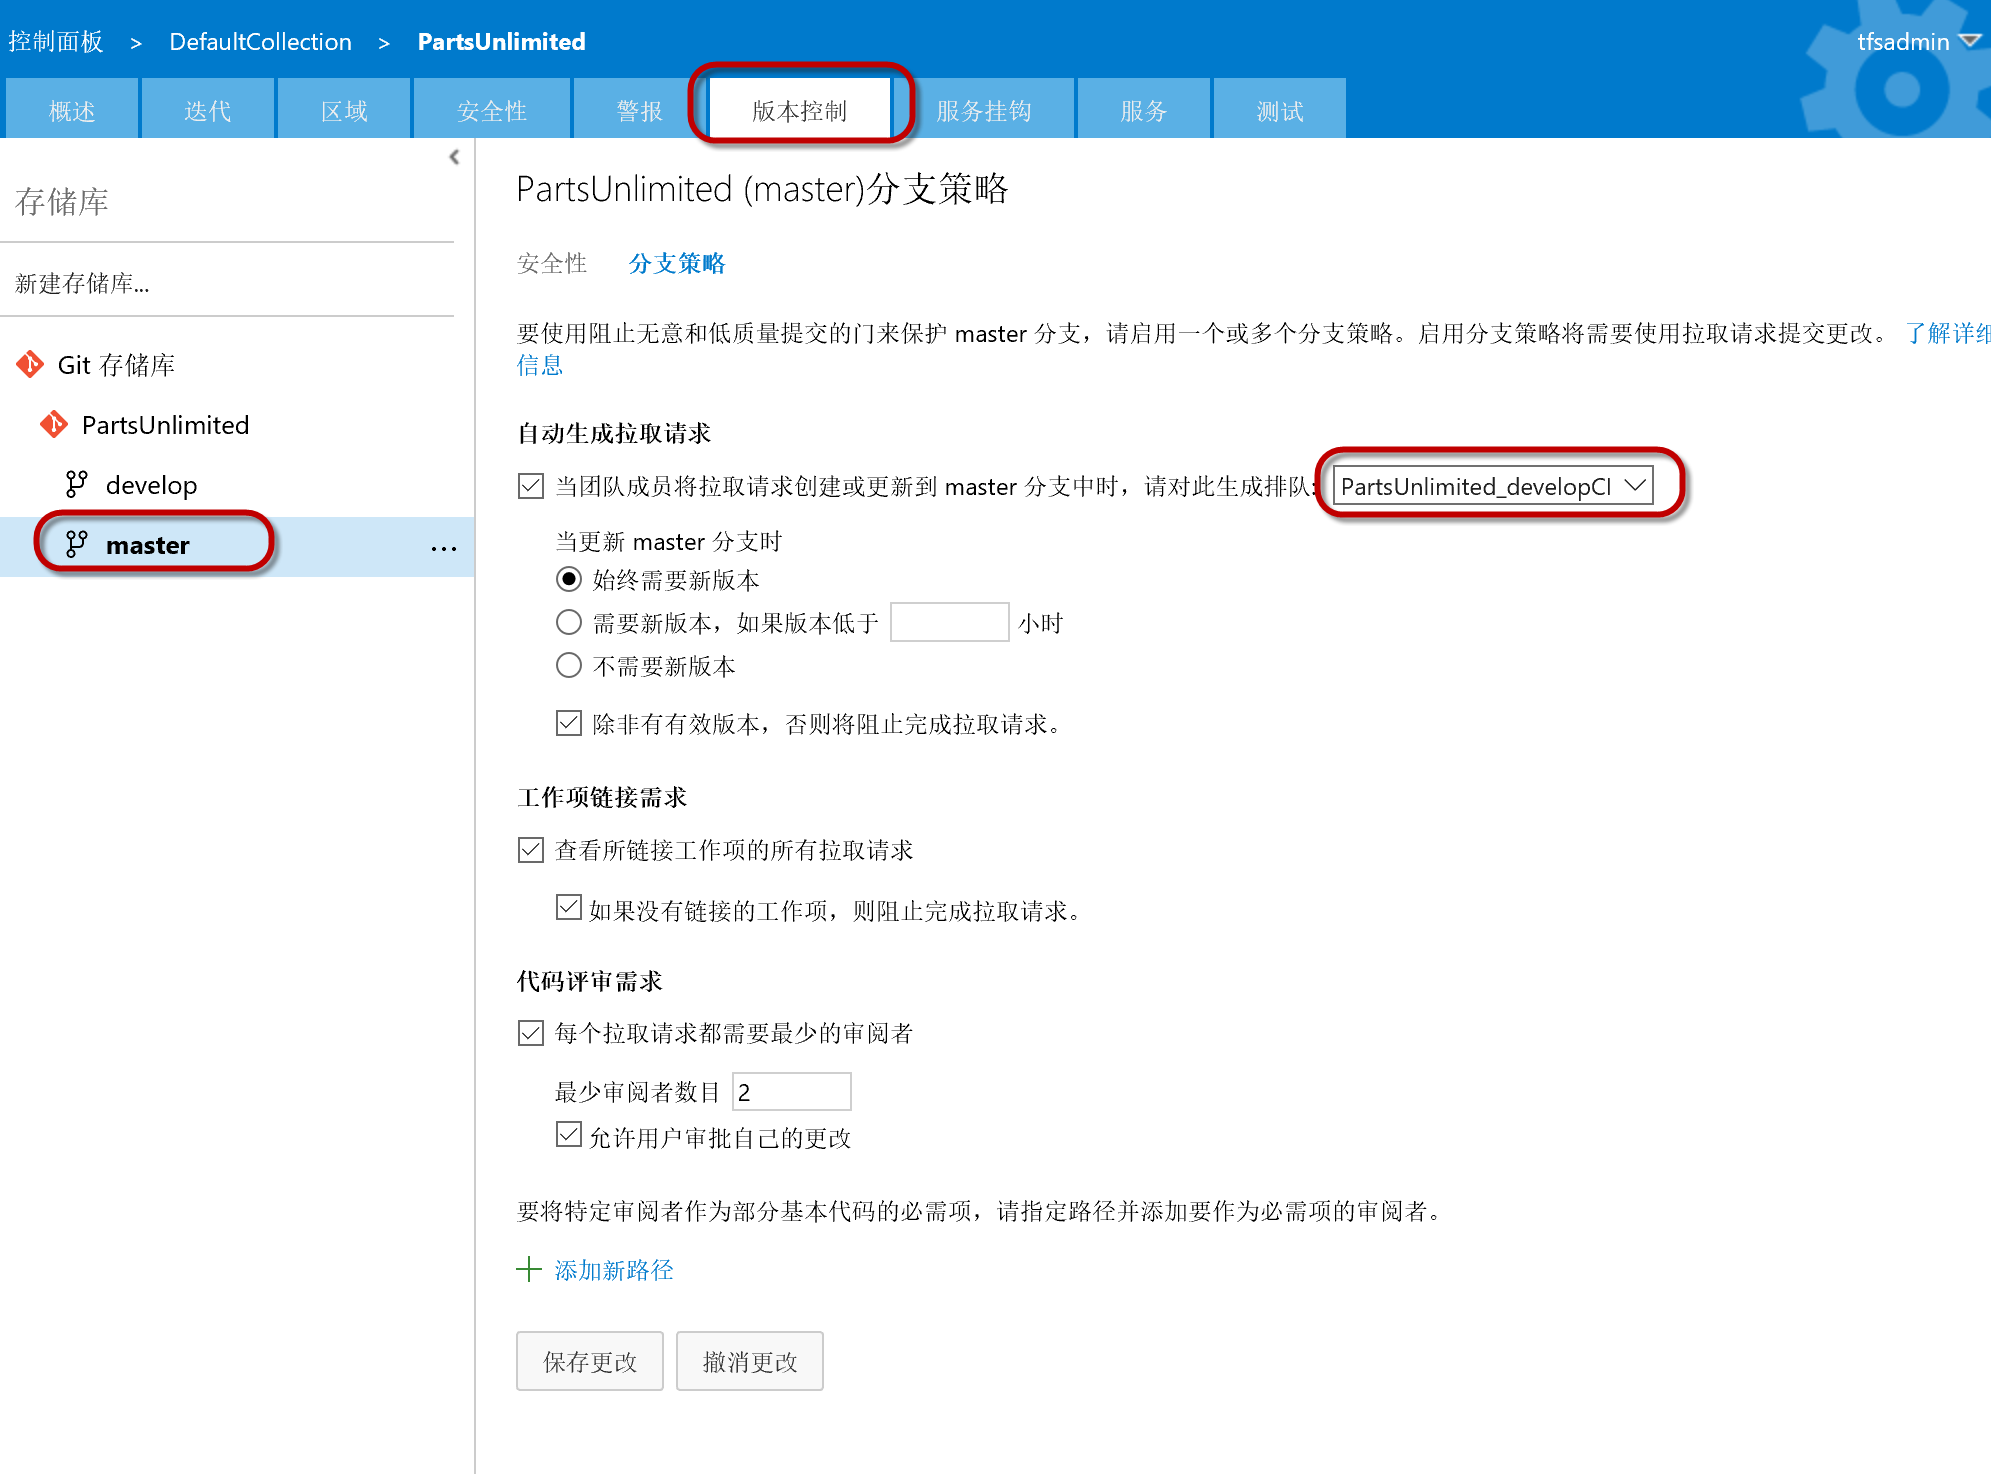 控制面板 > DefaultCollection > PartsUnlimited
tfsadmin
概述 迭代 区域 安全性 警报 版本控制 服务挂钩 服务 测试
存储库
新建存储库...
Git 存储库
PartsUnlimited
develop
master ...
PartsUnlimited (master)分支策略
安全性 分支策略
要使用阻止无意和低质量提交的门来保护 master 分支，请启用一个或多个分支策略。启用分支策略将需要使用拉取请求提交更改。 了解详细
信息
自动生成拉取请求
当团队成员将拉取请求创建或更新到 master 分支中时，请对此生成排队: PartsUnlimited_developCI
当更新 master 分支时
始终需要新版本
需要新版本，如果版本低于 小时
不需要新版本
除非有有效版本，否则将阻止完成拉取请求。
工作项链接需求
查看所链接工作项的所有拉取请求
如果没有链接的工作项，则阻止完成拉取请求。
代码评审需求
每个拉取请求都需要最少的审阅者
最少审阅者数目 2
允许用户审批自己的更改
要将特定审阅者作为部分基本代码的必需项，请指定路径并添加要作为必需项的审阅者。
添加新路径
保存更改 撤消更改